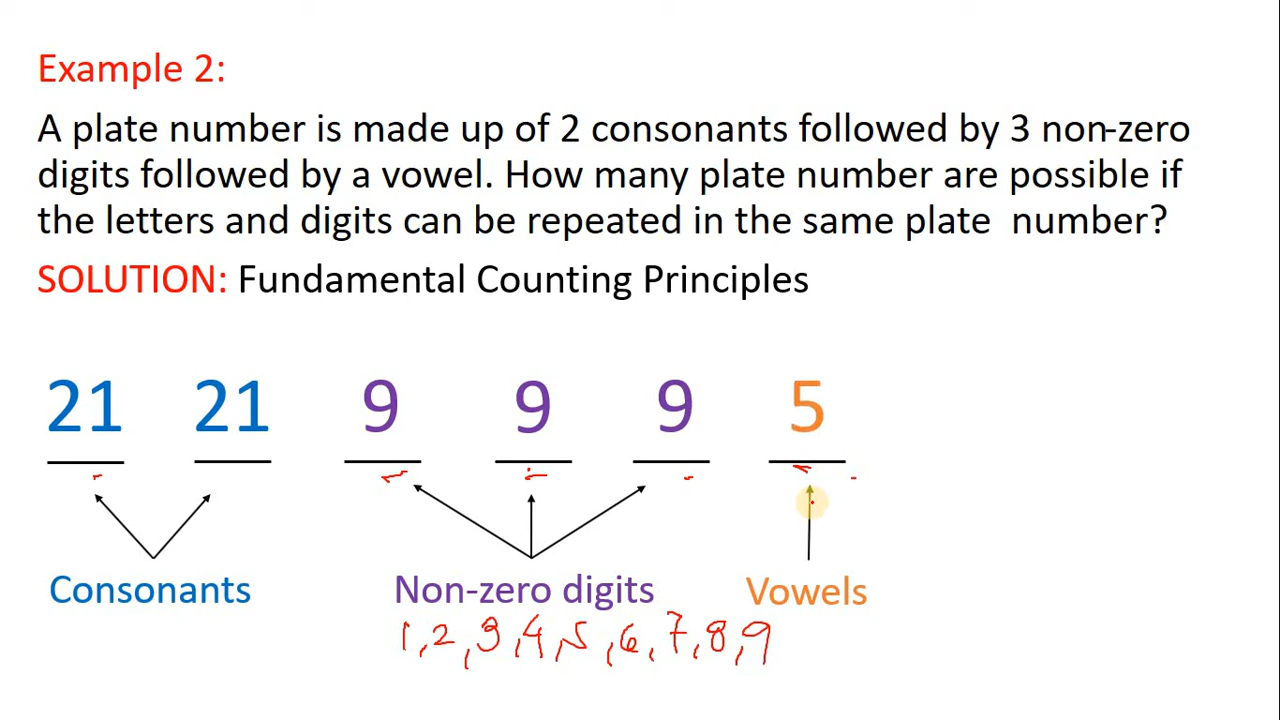 Example 2:
A plate number is made up of 2 consonants followed by 3 non-zero
digits followed by a vowel. How many plate number are possible if
the letters and digits can be repeated in the same plate number?
SOLUTION: Fundamental Counting Principles
21 21 9 9 9 5
Consonants Non-zero digits Vowels
1,2,3,4,5,6,7,8,9